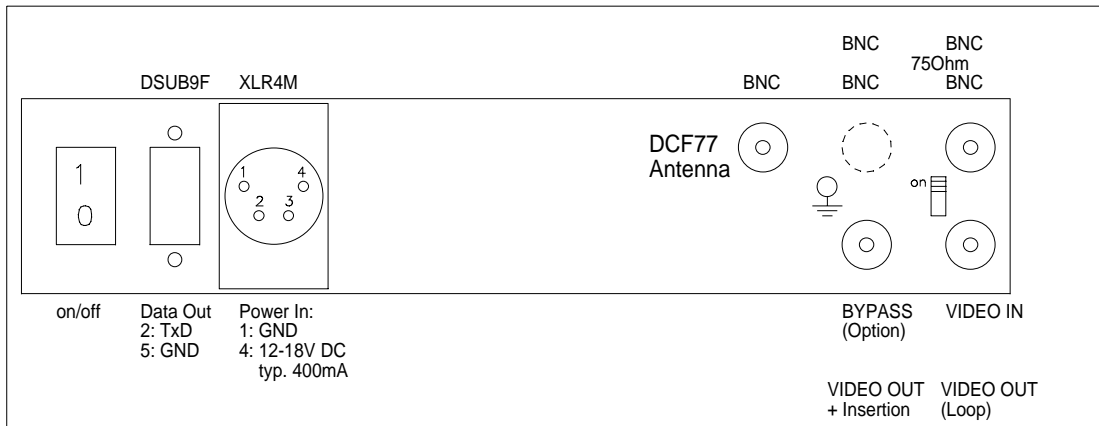 BNC BNC
75Ohm
DSUB9F XLR4M BNC BNC BNC
DCF77
Antenna
1
0
1 4
2 3
on
on/off
Data Out
2: TxD
5: GND
Power In:
1: GND
4: 12-18V DC
typ. 400mA
BYPASS
(Option)
VIDEO IN
VIDEO OUT
+ Insertion
VIDEO OUT
(Loop)